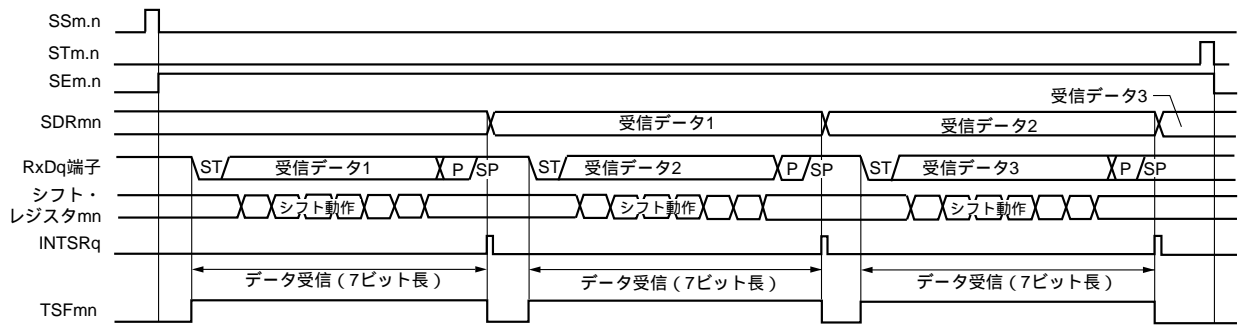 SSm.n
STm.n
SEm.n
受信データ3
SDRmn 受信データ1 受信データ2
RxDq端子 ST 受信データ1 P SP ST 受信データ2 P SP ST 受信データ3 P SP
シフト・
レジスタmn シフト動作 シフト動作 シフト動作
INTSRq
データ受信(7ビット長) データ受信(7ビット長) データ受信(7ビット長)
TSFmn